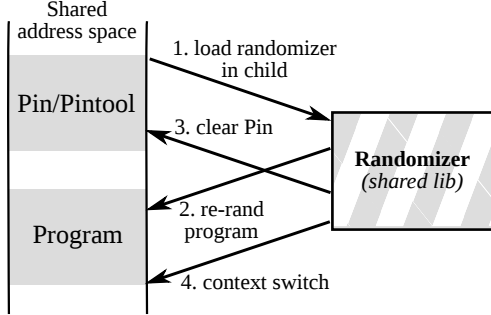 Shared
address space
1. load randomizer
in child
Pin/Pintool
3. clear Pin
Randomizer
(shared lib)
2. re-rand
program
Program
4. context switch